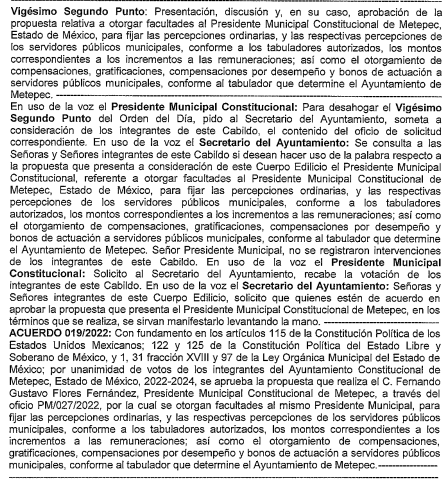 Vigésimo Segundo Punto: Presentación, discusión y, en su caso, aprobación de la
propuesta relativa a otorgar facultades al Presidente Municipal Constitucional de Metepec,
Estado de México, para fijar las percepciones ordinarias, y las respectivas percepciones de
los servidores públicos municipales, conforme a los tabuladores autorizados, los montos
correspondientes a los incrementos a las remuneraciones; así como el otorgamiento de
compensaciones, gratificaciones, compensaciones por desempeño y bonos de actuación a
servidores públicos municipales, conforme al tabulador que determine el Ayuntamiento de
Metepec. ------------------------------------------------------------------------
En uso de la voz el Presidente Municipal Constitucional: Para desahogar el Vigésimo
Segundo Punto del Orden del Día, pido al Secretario del Ayuntamiento, someta a
consideración de los integrantes de este Cabildo, el contenido del oficio de solicitud
correspondiente. En uso de la voz el Secretario del Ayuntamiento: Se consulta a las
Señoras y Señores integrantes de este Cabildo si desean hacer uso de la palabra respecto a
la propuesta que presenta a consideración de este Cuerpo Edilicio el Presidente Municipal
Constitucional, referente a otorgar facultades al Presidente Municipal Constitucional de
Metepec, Estado de México, para fijar las percepciones ordinarias, y las respectivas
percepciones de los servidores públicos municipales, conforme a los tabuladores
autorizados, los montos correspondientes a los incrementos a las remuneraciones; así como
el otorgamiento de compensaciones, gratificaciones, compensaciones por desempeño y
bonos de actuación a servidores públicos municipales, conforme al tabulador que determine
el Ayuntamiento de Metepec. Señor Presidente Municipal, no se registraron intervenciones
de los integrantes de este Cabildo. En uso de la voz el Presidente Municipal
Constitucional: Solicito al Secretario del Ayuntamiento, recabe la votación de los
integrantes de este Cabildo. En uso de la voz el Secretario del Ayuntamiento: Señoras y
Señores integrantes de este Cuerpo Edilicio, solicito que quienes estén de acuerdo en
aprobar la propuesta que presenta el Presidente Municipal Constitucional de Metepec, en los
términos que se realiza, se sirvan manifestarlo levantando la mano. --------------------
ACUERDO 019/2022: Con fundamento en los artículos 115 de la Constitución Política de los
Estados Unidos Mexicanos; 122 y 125 de la Constitución Política del Estado Libre y
Soberano de México, y 1, 31 fracción XVIII y 97 de la Ley Orgánica Municipal del Estado de
México; por unanimidad de votos de los integrantes del Ayuntamiento Constitucional de
Metepec, Estado de México, 2022-2024, se aprueba la propuesta que realiza el C. Fernando
Gustavo Flores Fernández, Presidente Municipal Constitucional de Metepec, a través del
oficio PM/027/2022, por la cual se otorgan facultades al mismo Presidente Municipal, para
fijar las percepciones ordinarias, y las respectivas percepciones de los servidores públicos
municipales, conforme a los tabuladores autorizados, los montos correspondientes a los
incrementos a las remuneraciones; así como el otorgamiento de compensaciones,
gratificaciones, compensaciones por desempeño y bonos de actuación a servidores públicos
municipales, conforme al tabulador que determine el Ayuntamiento de Metepec.----------------